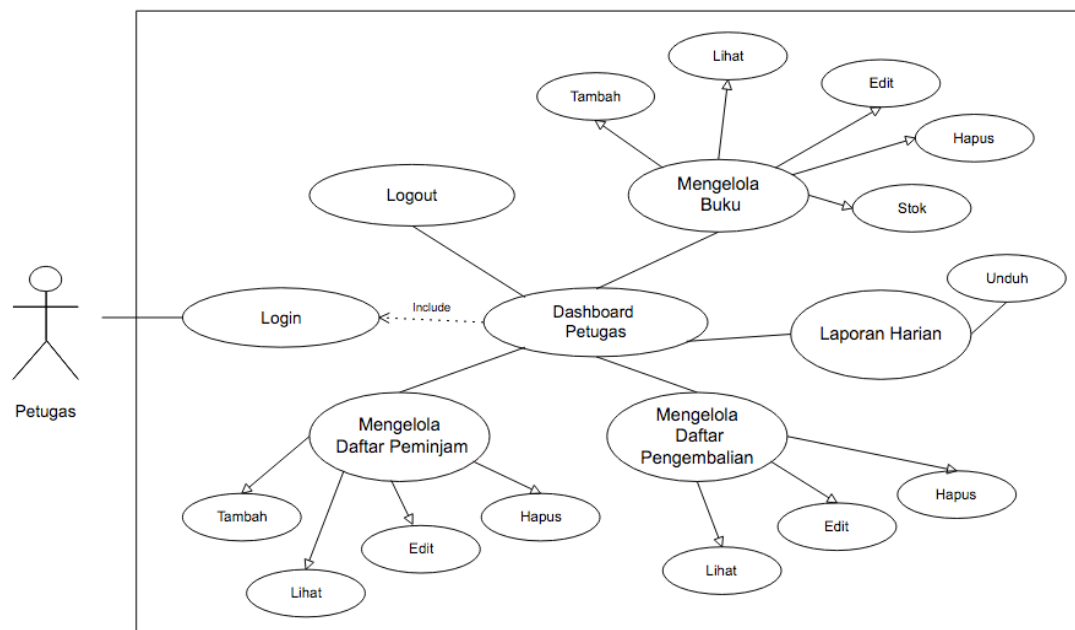 Lihat
Edit
Tambah
Hapus
Mengelola
Buku
Logout
Stok
Unduh
Include
Login
Dashboard
Petugas
Laporan Harian
Petugas
Mengelola
Daftar Peminjam
Mengelola
Daftar
Pengembalian
Tambah
Hapus
Edit
Lihat
Hapus
Edit
Lihat